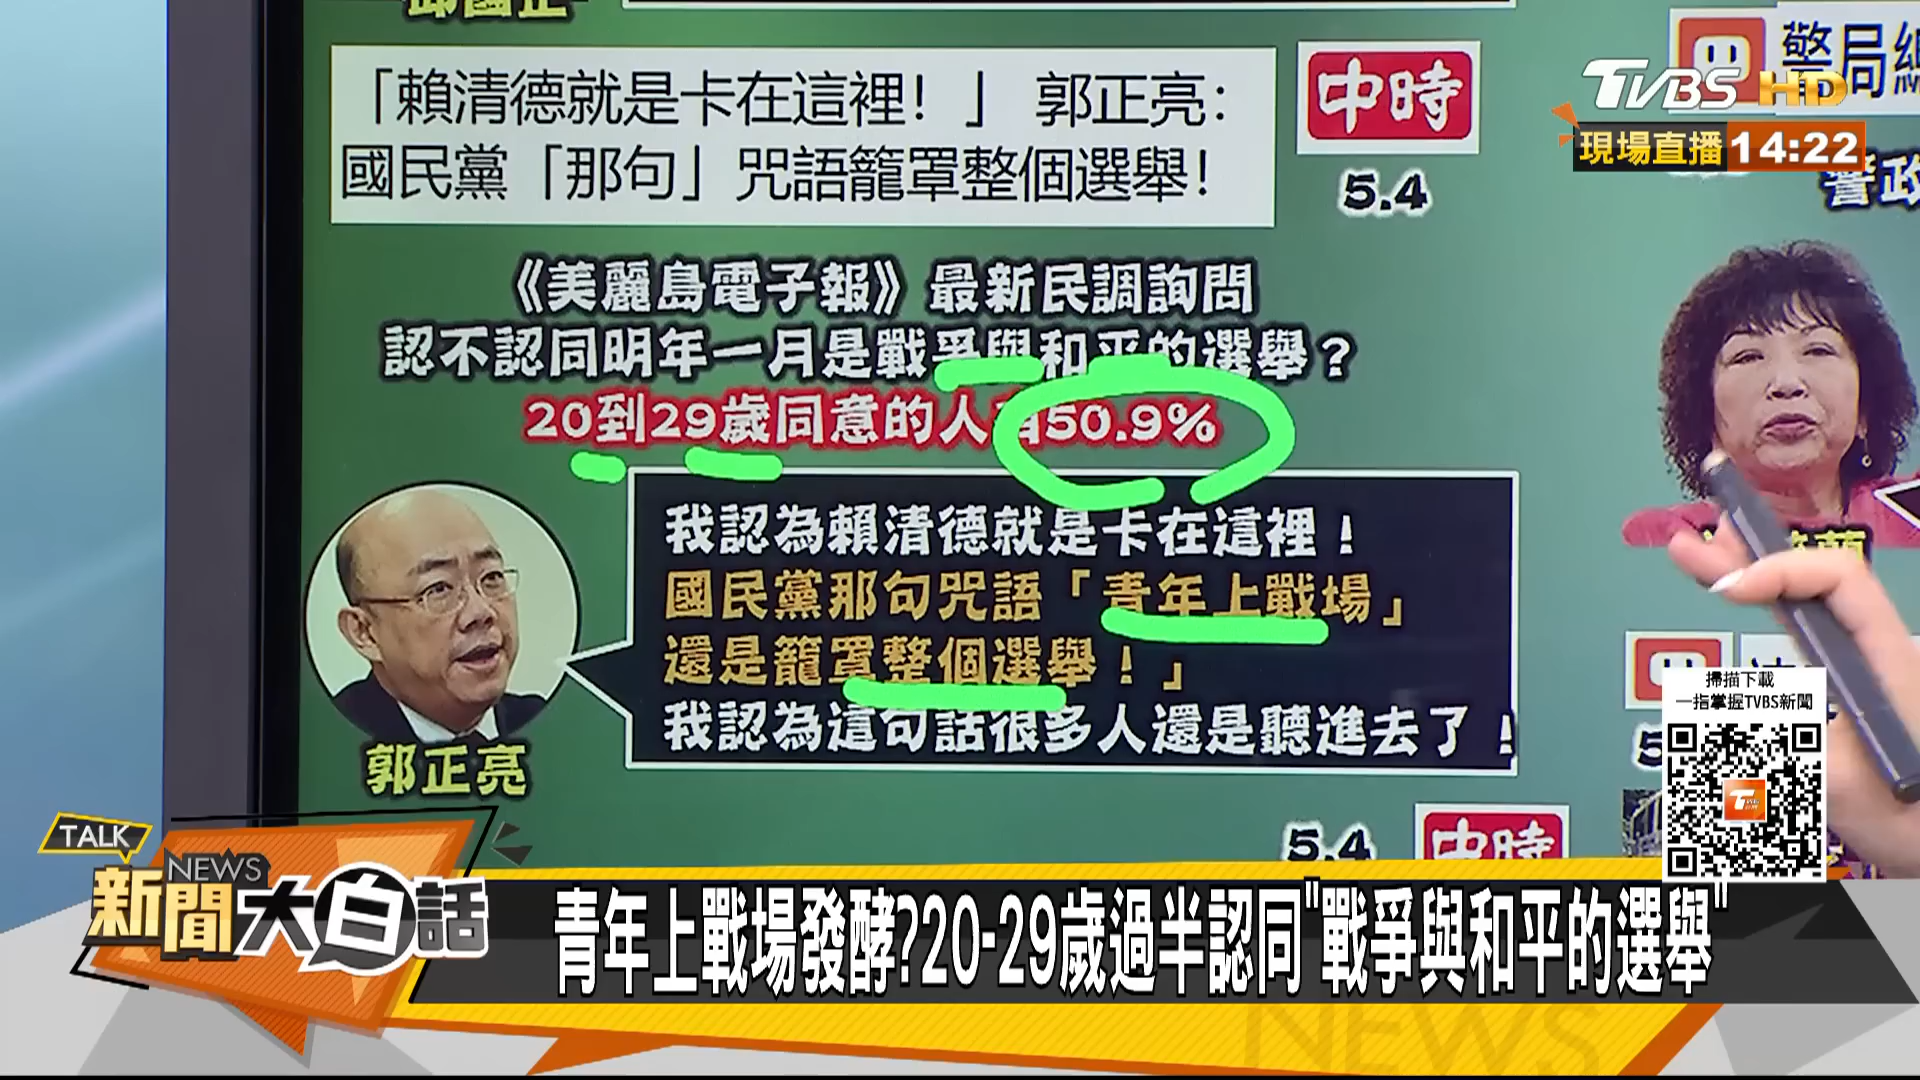 「賴清德就是卡在這裡！」 郭正亮：
國民黨「那句」咒語籠罩整個選舉！
中時
5.4
《美麗島電子報》最新民調詢問
認不認同明年一月是戰爭與和平的選舉？
20到29歲同意的人有50.9%
我認為賴清德就是卡在這裡！
國民黨那句咒語「青年上戰場」
還是籠罩整個選舉！」
我認為這句話很多人還是聽進去了！
郭正亮
5.4
中時
警局
TVBS HD
現場直播 14:22
警政
掃描下載
一指掌握TVBS新聞
TALK
NEWS
新聞大白話
青年上戰場發酵?20-29歲過半認同"戰爭與和平的選舉"
NEWS